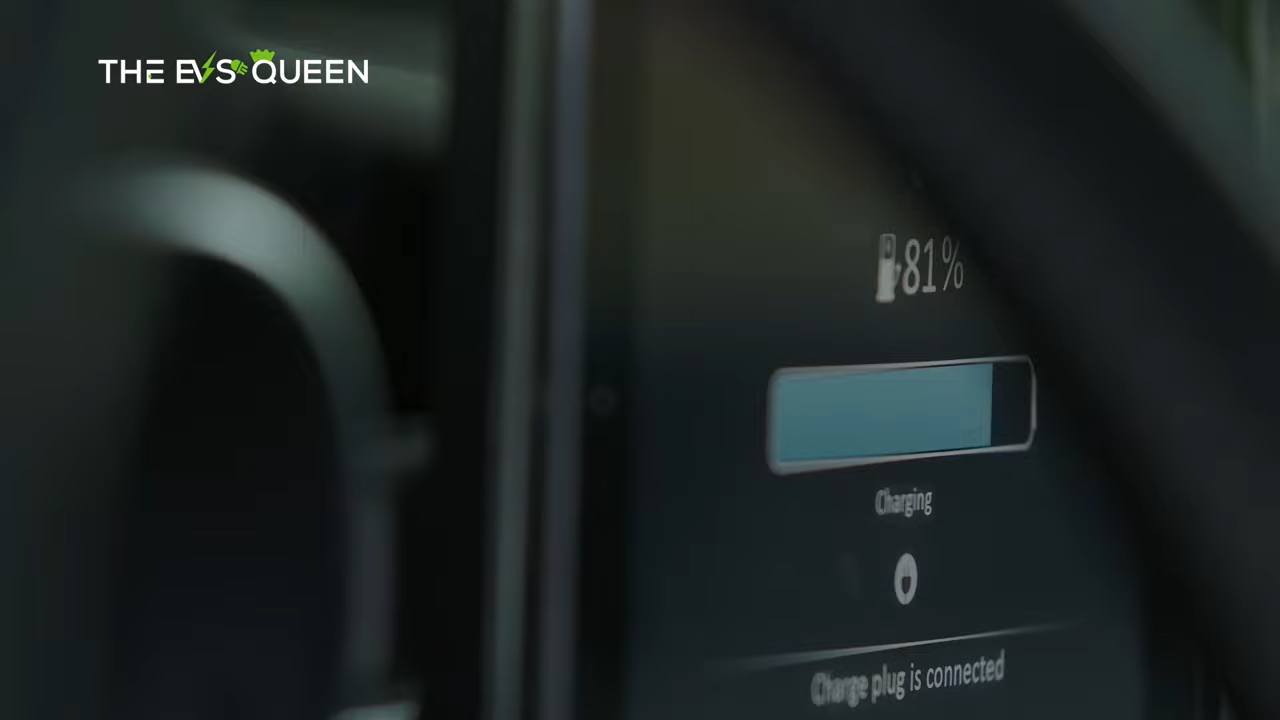 THE EVS QUEEN
81%
Charging
Charge plug is connected